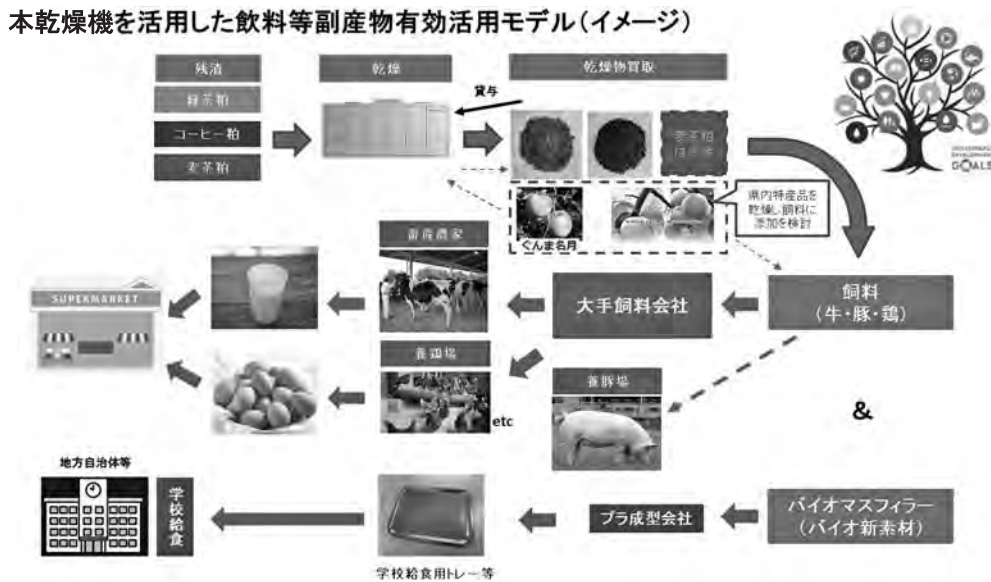 本乾燥機を活用した飲料等副産物有効活用モデル（イメージ）
残渣
緑茶粕
コーヒー粕
麦茶粕
乾燥
貸与
乾燥物買取
麦茶粕
ぐんま名月
県内特産品を
乾燥し飼料に
添加を検討
GOALS
飼料
（牛・豚・鶏）
大手飼料会社
畜産農家
SUPERMARKET
養鶏場
etc
養豚場
&
地方自治体等
学校給食
学校給食用トレー等
プラ成型会社
バイオマスフィラー
（バイオ新素材）